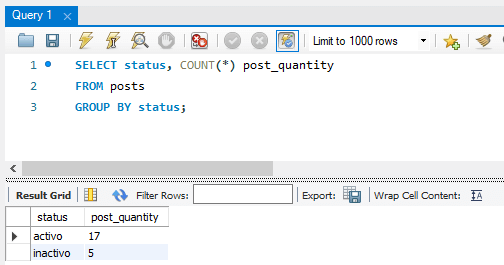 Query 1
Limit to 1000 rows
1 SELECT status, COUNT(*) post_quantity
2 FROM posts
3 GROUP BY status;
Result Grid Filter Rows: Export: Wrap Cell Content: IA
status post_quantity
activo 17
inactivo 5